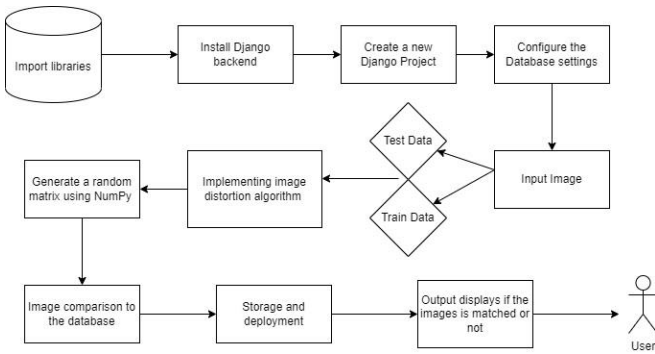 Import libraries
Install Django
backend
Create a new
Django Project
Configure the
Database settings
Test Data
Train Data
Input Image
Implementing image
distortion algorithm
Generate a random
matrix using NumPy
Image comparison to
the database
Storage and
deployment
Output displays if the
images is matched or
not
User